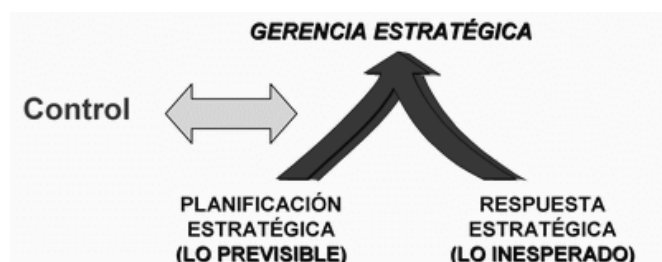 GERENCIA ESTRATÉGICA
Control
PLANIFICACIÓN
ESTRATÉGICA
(LO PREVISIBLE)
RESPUESTA
ESTRATÉGICA
(LO INESPERADO)